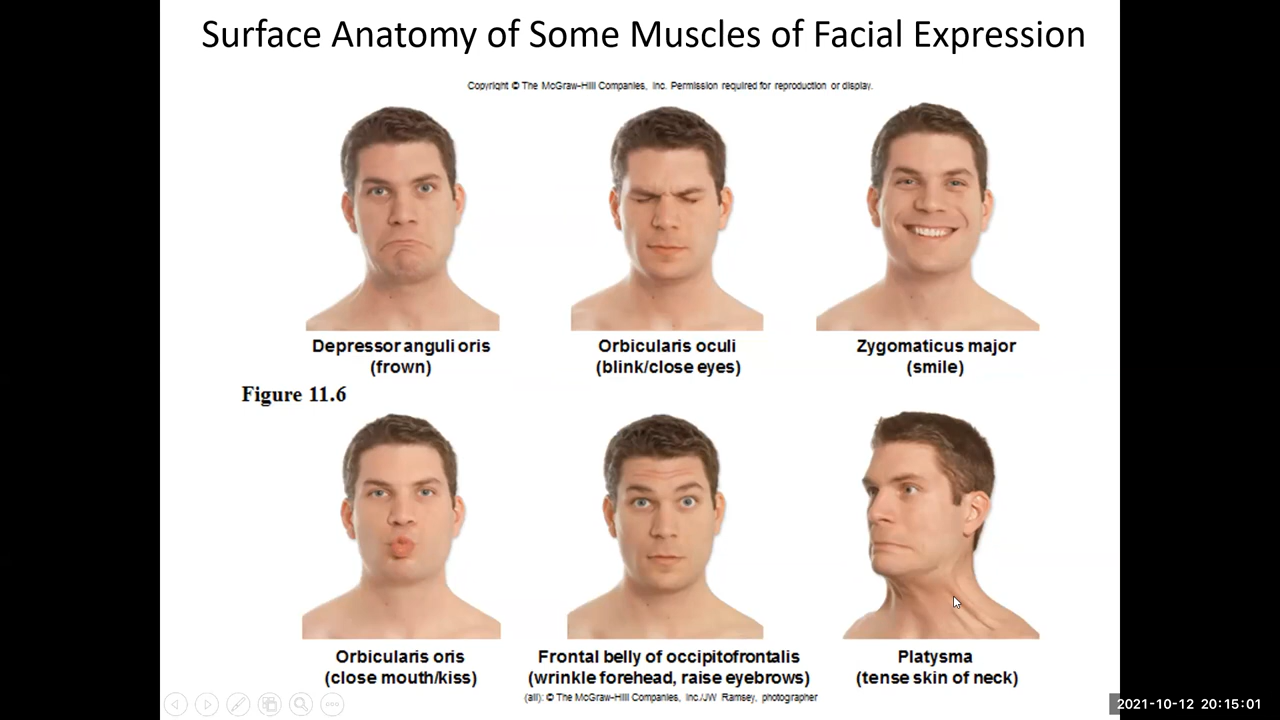 Surface Anatomy of Some Muscles of Facial Expression
Copyright © The McGraw-Hill Companies, Inc. Permission required for reproduction or display.
Depressor anguli oris
(frown)
Orbicularis oculi
(blink/close eyes)
Zygomaticus major
(smile)
Figure 11.6
Orbicularis oris
(close mouth/kiss)
Frontal belly of occipitofrontalis
(wrinkle forehead, raise eyebrows)
Platysma
(tense skin of neck)
(all): © The McGraw-Hill Companies, Inc./JW Ramsey, photographer
2021-10-12 20:15:01